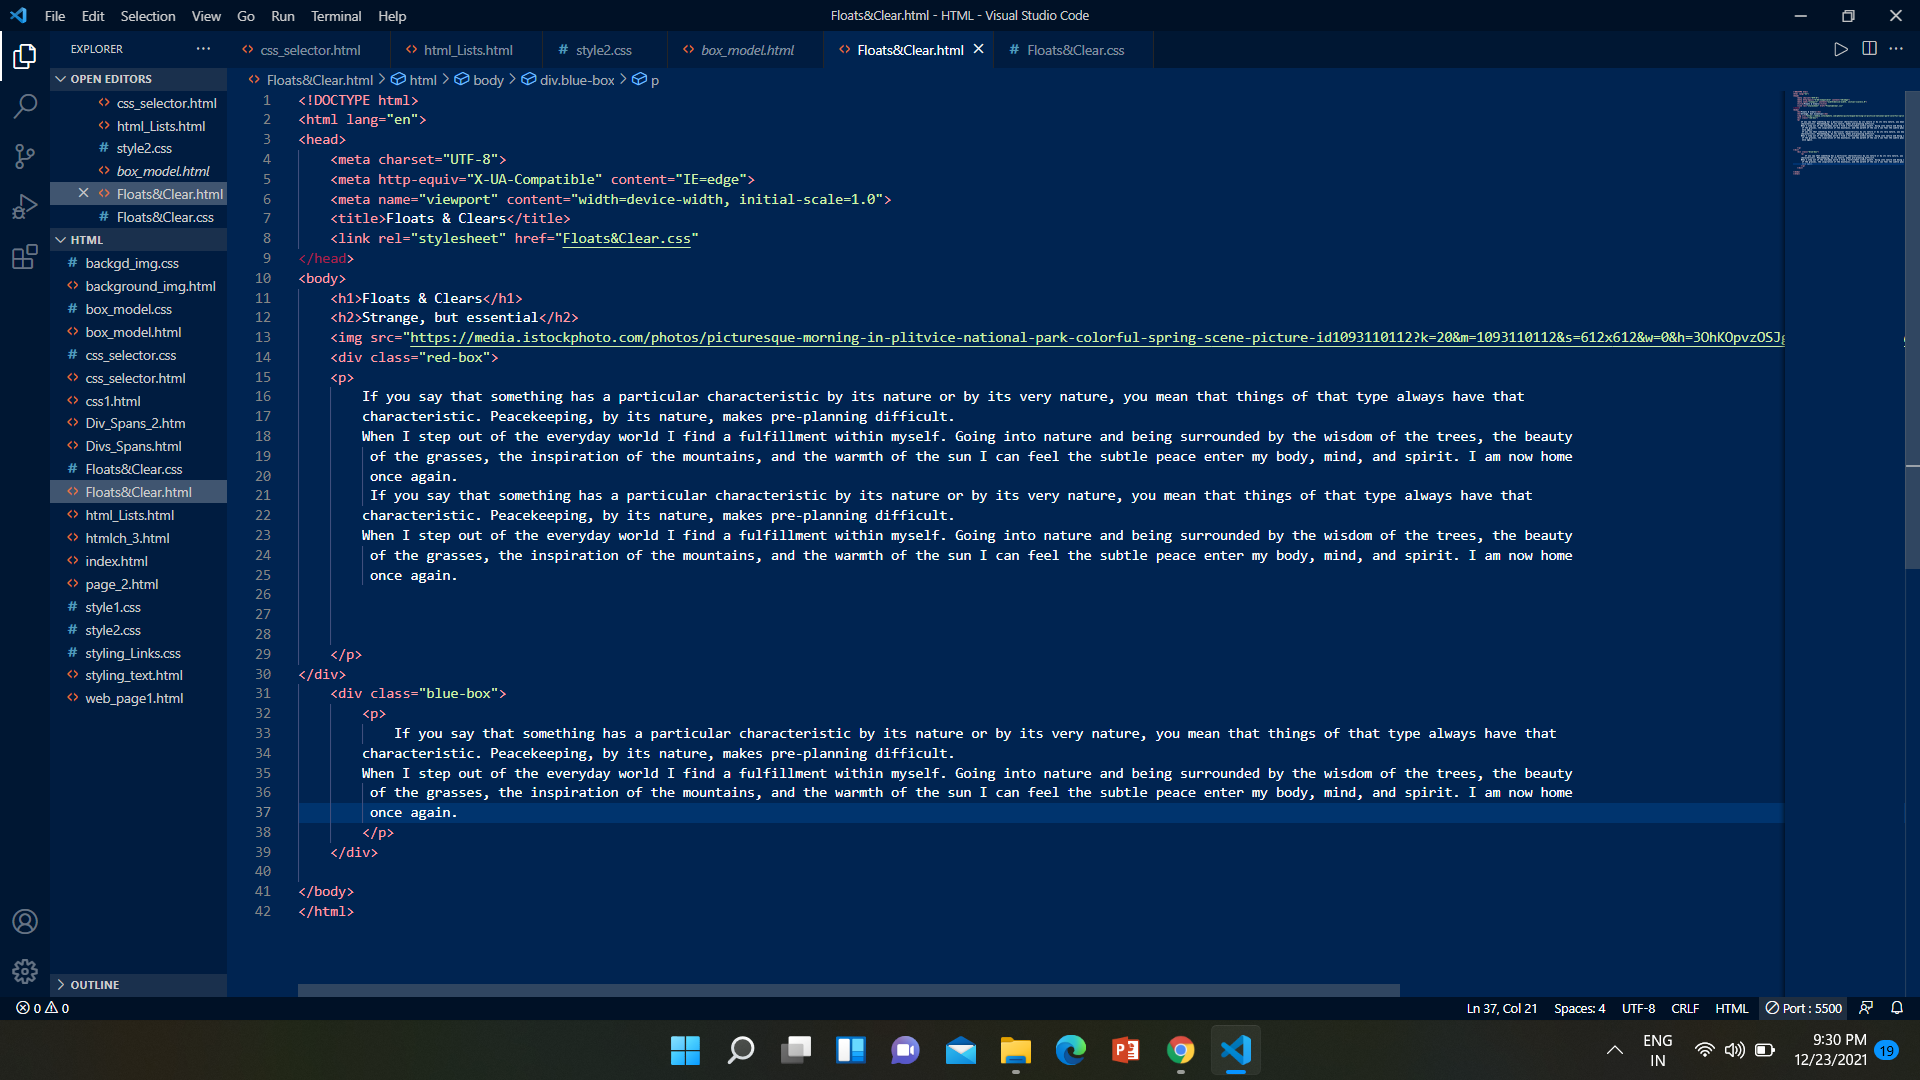 File Edit Selection View Go Run Terminal Help
Floats&Clear.html - HTML - Visual Studio Code
EXPLORER
css_selector.html html_Lists.html style2.css box_model.html Floats&Clear.html Floats&Clear.css
OPEN EDITORS
css_selector.html
html_Lists.html
style2.css
box_model.html
Floats&Clear.html
Floats&Clear.css
HTML
backgd_img.css
background_img.html
box_model.css
box_model.html
css_selector.css
css_selector.html
css1.html
Div_Spans_2.htm
Divs_Spans.html
Floats&Clear.css
Floats&Clear.html
html_Lists.html
htmlch_3.html
index.html
page_2.html
style1.css
style2.css
styling_Links.css
styling_text.html
web_page1.html
OUTLINE
Floats&Clear.html > html > body > div.blue-box > p
1 <!DOCTYPE html>
2 <html lang="en">
3 <head>
4 <meta charset="UTF-8">
5 <meta http-equiv="X-UA-Compatible" content="IE=edge">
6 <meta name="viewport" content="width=device-width, initial-scale=1.0">
7 <title>Floats & Clears</title>
8 <link rel="stylesheet" href="Floats&Clear.css"
9 </head>
10 <body>
11 <h1>Floats & Clears</h1>
12 <h2>Strange, but essential</h2>
13 <img src="https://media.istockphoto.com/photos/picturesque-morning-in-plitvice-national-park-colorful-spring-scene-picture-id1093110112?k=20&m=1093110112&s=612x612&w=0&h=3OhKOpvzOSJg
14 <div class="red-box">
15 <p>
16 If you say that something has a particular characteristic by its nature or by its very nature, you mean that things of that type always have that
17 characteristic. Peacekeeping, by its nature, makes pre-planning difficult.
18 When I step out of the everyday world I find a fulfillment within myself. Going into nature and being surrounded by the wisdom of the trees, the beauty
19 of the grasses, the inspiration of the mountains, and the warmth of the sun I can feel the subtle peace enter my body, mind, and spirit. I am now home
20 once again.
21 If you say that something has a particular characteristic by its nature or by its very nature, you mean that things of that type always have that
22 characteristic. Peacekeeping, by its nature, makes pre-planning difficult.
23 When I step out of the everyday world I find a fulfillment within myself. Going into nature and being surrounded by the wisdom of the trees, the beauty
24 of the grasses, the inspiration of the mountains, and the warmth of the sun I can feel the subtle peace enter my body, mind, and spirit. I am now home
25 once again.
26
27
28
29 </p>
30 </div>
31 <div class="blue-box">
32 <p>
33 If you say that something has a particular characteristic by its nature or by its very nature, you mean that things of that type always have that
34 characteristic. Peacekeeping, by its nature, makes pre-planning difficult.
35 When I step out of the everyday world I find a fulfillment within myself. Going into nature and being surrounded by the wisdom of the trees, the beauty
36 of the grasses, the inspiration of the mountains, and the warmth of the sun I can feel the subtle peace enter my body, mind, and spirit. I am now home
37 once again.
38 </p>
39 </div>
40
41 </body>
42 </html>
0 0
Ln 37, Col 21 Spaces: 4 UTF-8 CRLF HTML Port : 5500
ENG
IN
9:30 PM
12/23/2021
19